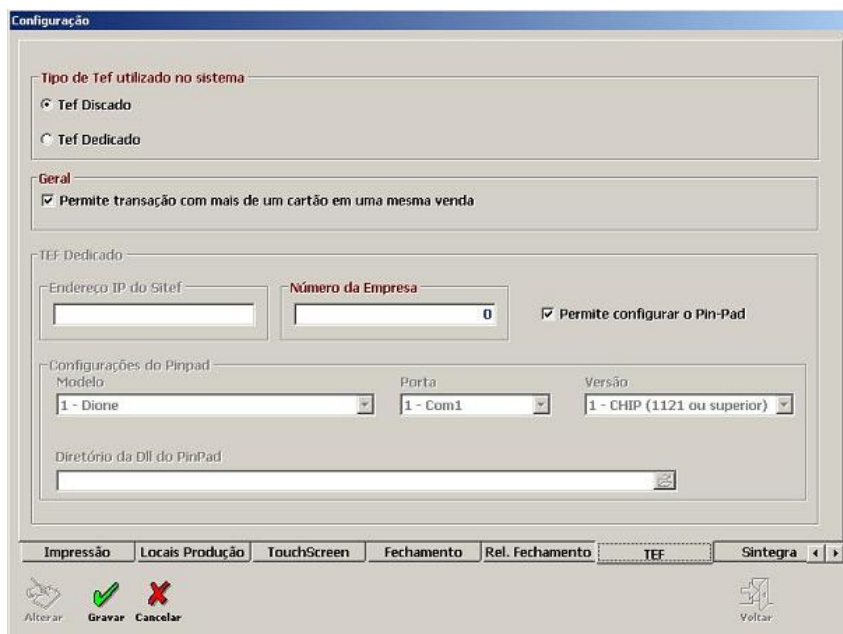 Configuração
Tipo de Tef utilizado no sistema
Tef Discado
Tef Dedicado
Geral
Permite transação com mais de um cartão em uma mesma venda
TEF Dedicado
Endereço IP do Sitef
Número da Empresa
0
Permite configurar o Pin-Pad
Configurações do Pinpad
Modelo Porta Versão
1 - Dione 1 - Com1 1 - CHIP (1121 ou superior)
Diretório da Dll do PinPad
Impressão Locais Produção TouchScreen Fechamento Rel. Fechamento TEF Sintegra
Alterar Gravar Cancelar Voltar